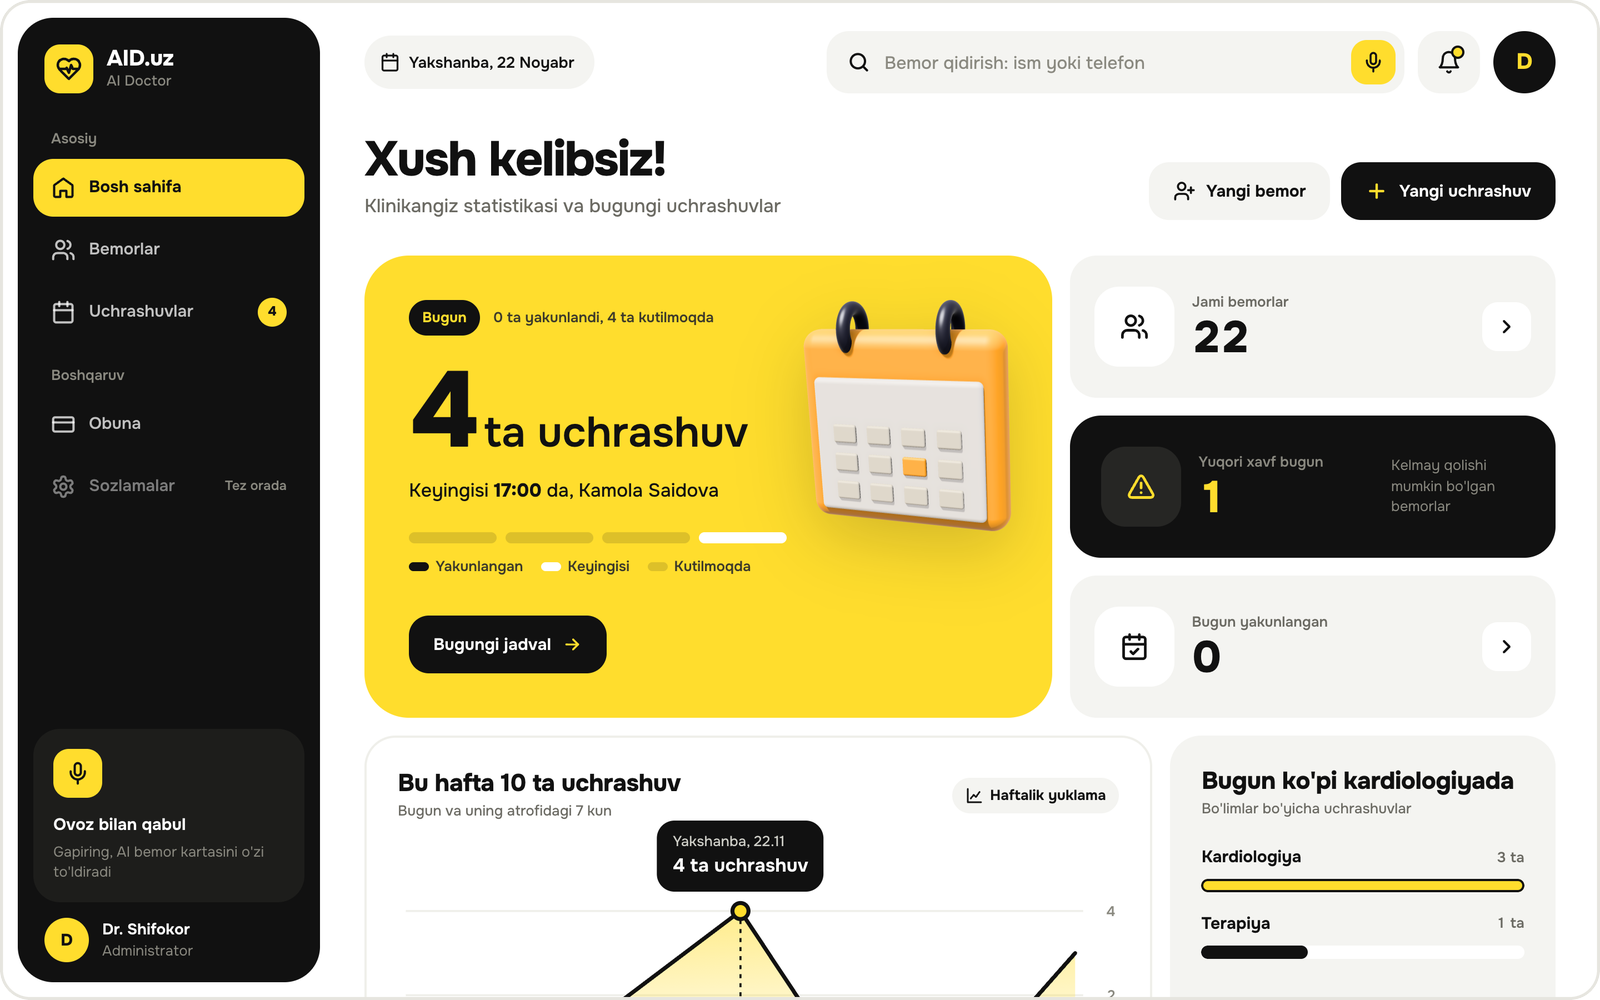 AID.uz
AI Doctor
Asosiy
Bosh sahifa
Bemorlar
Uchrashuvlar 4
Boshqaruv
Obuna
Sozlamalar Tez orada
Ovoz bilan qabul
Gapiring, AI bemor kartasini o'zi
to'ldiradi
D
Dr. Shifokor
Administrator
Yakshanba, 22 Noyabr
Bemor qidirish: ism yoki telefon
D
Xush kelibsiz!
Klinikangiz statistikasi va bugungi uchrashuvlar
Yangi bemor
Yangi uchrashuv
Bugun 0 ta yakunlandi, 4 ta kutilmoqda
4 ta uchrashuv
Keyingisi 17:00 da, Kamola Saidova
Yakunlangan Keyingisi Kutilmoqda
Bugungi jadval
Jami bemorlar
22
Yuqori xavf bugun
1
Kelmay qolishi
mumkin bo'lgan
bemorlar
Bugun yakunlangan
0
Bu hafta 10 ta uchrashuv
Bugun va uning atrofidagi 7 kun
Haftalik yuklama
Yakshanba, 22.11
4 ta uchrashuv
4
2
Bugun ko'pi kardiologiyada
Bo'limlar bo'yicha uchrashuvlar
Kardiologiya 3 ta
Terapiya 1 ta